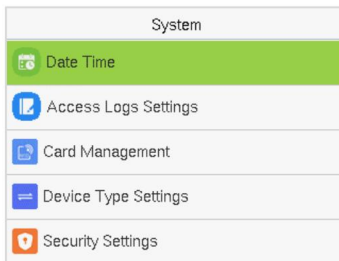 System
Date Time
Access Logs Settings
Card Management
Device Type Settings
Security Settings